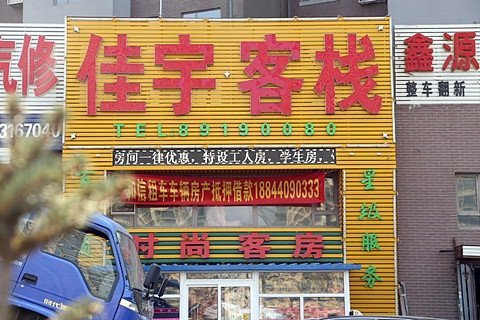 汽修
佳宇客栈
鑫源
整车翻新
TEL:89190080
3167040
房间一律优惠,特设工人房、学生房,
信租车车辆房产抵押借款18844090333
星级服务
时尚客房